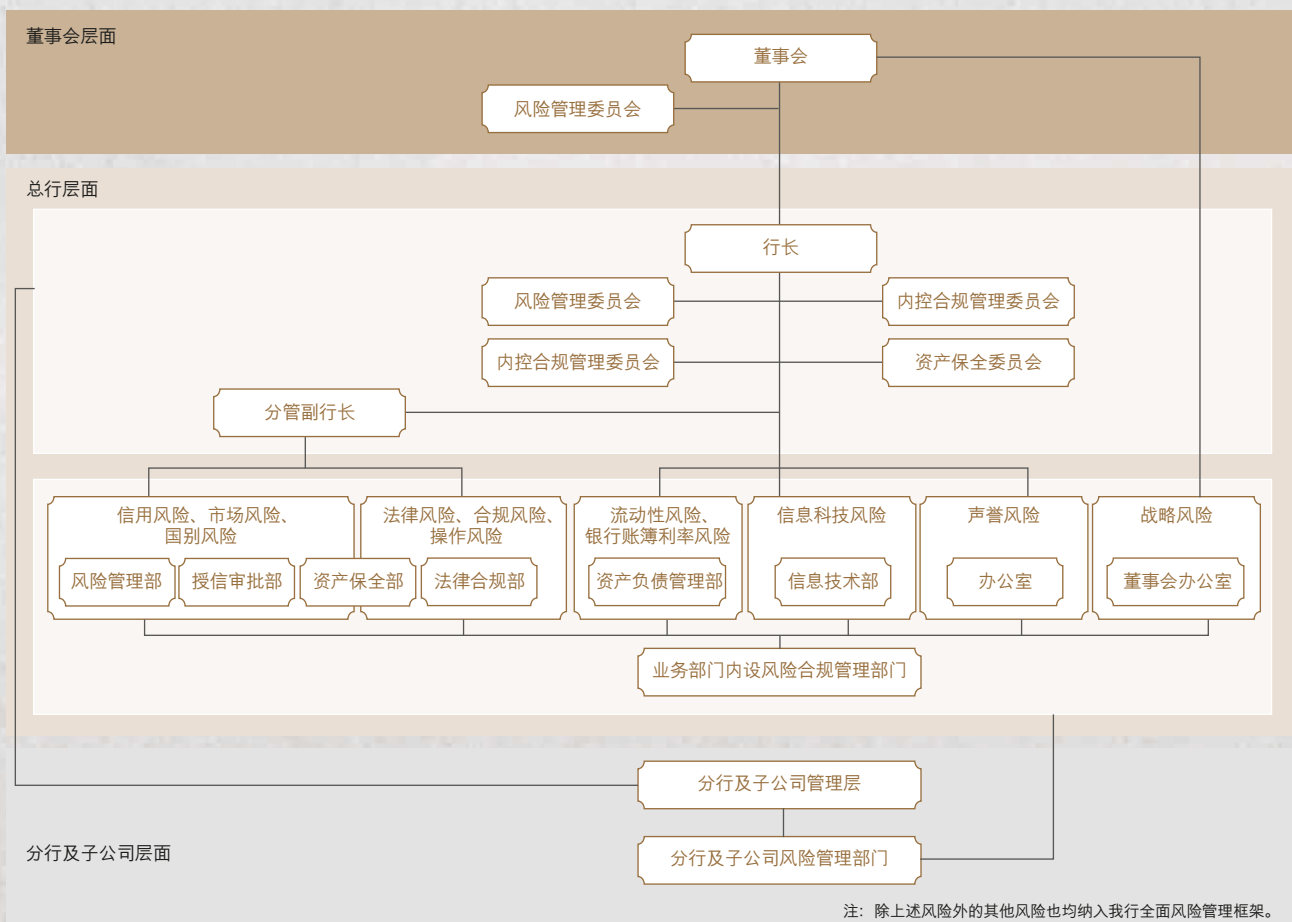 董事会层面
董事会
风险管理委员会
总行层面
行长
风险管理委员会
内控合规管理委员会
内控合规管理委员会
资产保全委员会
分管副行长
信用风险、市场风险、
国别风险
风险管理部
授信审批部
资产保全部
法律风险、合规风险、
操作风险
法律合规部
流动性风险、
银行账簿利率风险
资产负债管理部
信息科技风险
信息技术部
声誉风险
办公室
战略风险
董事会办公室
业务部门内设风险合规管理部门
分行及子公司管理层
分行及子公司层面
分行及子公司风险管理部门
注：除上述风险外的其他风险也均纳入我行全面风险管理框架。